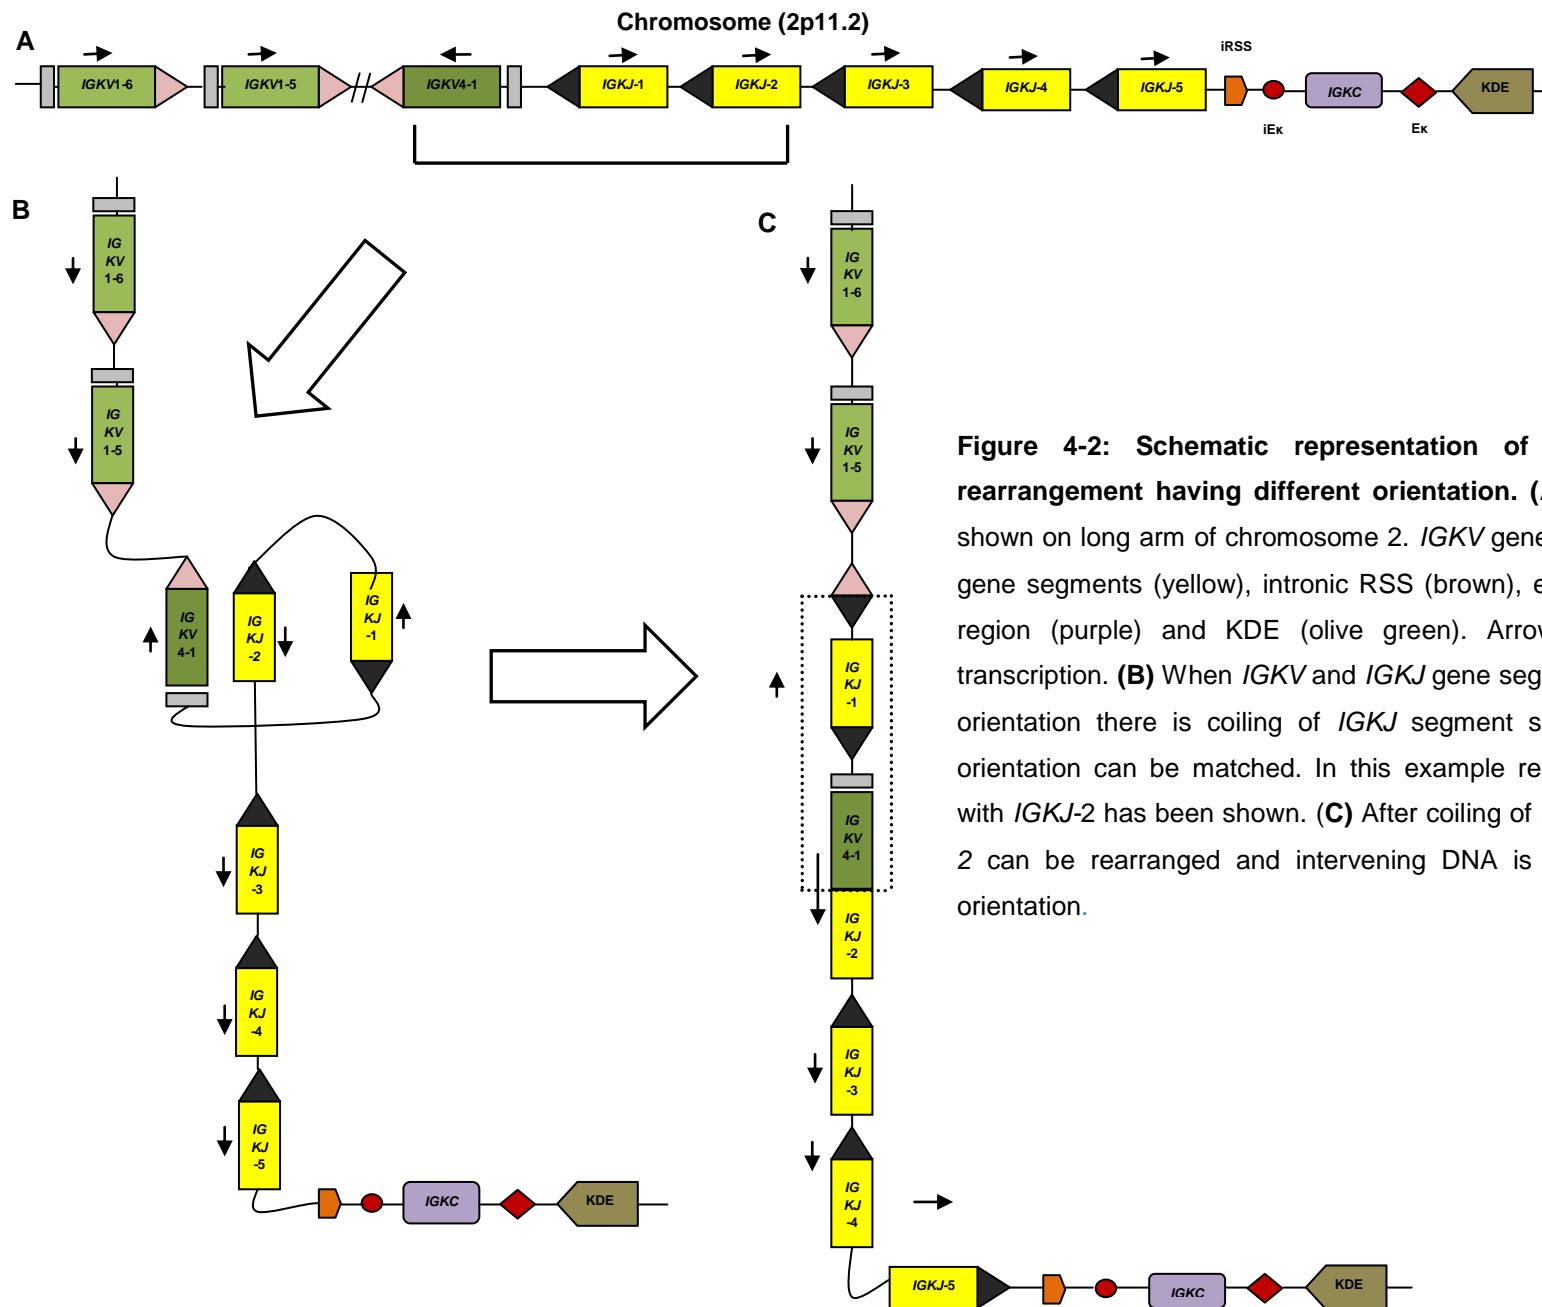 Chromosome (2p11.2)
A
iRSS
IGKV1-6
IGKV1-5
IGKV4-1
IGKJ-1
IGKJ-2
IGKJ-3
IGKJ-4
IGKJ-5
IGKC
KDE
iEκ
Eκ
B
IG
KV
1-6
IG
KV
1-5
IG
KV
4-1
IG
KJ
-2
IG
KJ
-1
IG
KJ
-3
IG
KJ
-4
IG
KJ
-5
IGKC
KDE
C
IG
KV
1-6
IG
KV
1-5
IG
KJ
-1
IG
KV
4-1
IG
KJ
-2
IG
KJ
-3
IG
KJ
-4
IGKJ-5
IGKC
KDE
Figure 4-2: Schematic representation of
rearrangement having different orientation. (
shown on long arm of chromosome 2. IGKV gene
gene segments (yellow), intronic RSS (brown), e
region (purple) and KDE (olive green). Arrow
transcription. (B) When IGKV and IGKJ gene seg
orientation there is coiling of IGKJ segment s
orientation can be matched. In this example re
with IGKJ-2 has been shown. (C) After coiling of
2 can be rearranged and intervening DNA is
orientation.